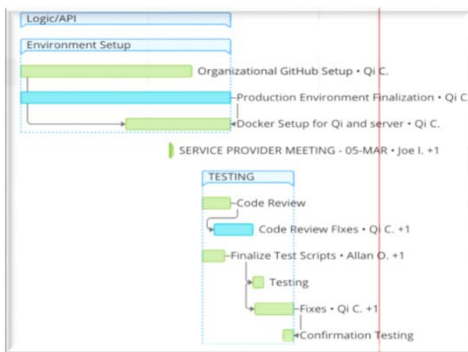 Logic/API
Environment Setup
Organizational GitHub Setup • Qi C.
Production Environment Finalization • Qi C
Docker Setup for Qi and server • Qi C.
SERVICE PROVIDER MEETING - 05-MAR • Joe I. +1
TESTING
Code Review
Code Review FIxes • Qi C. +1
Finalize Test Scripts • Allan O. +1
Testing
Fixes • Qi C. +1
Confirmation Testing